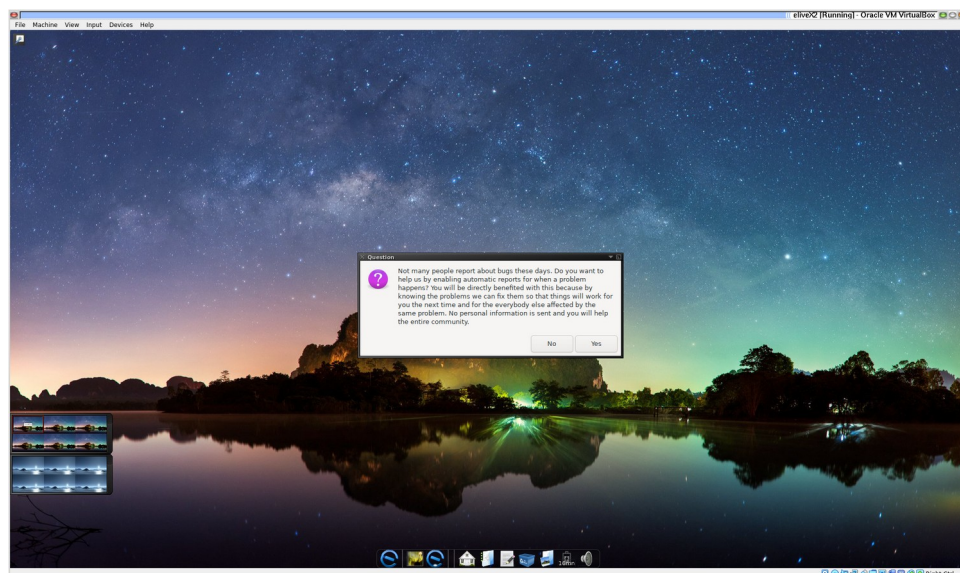 eliveX2 [Running] - Oracle VM VirtualBox
File Machine View Input Devices Help
Question
Not many people report about bugs these days. Do you want to
help us by enabling automatic reports for when a problem
happens? You will be directly benefited with this because by
knowing the problems we can fix them so that things will work for
you the next time and for the everybody else affected by the
same problem. No personal information is sent and you will help
the entire community.
No Yes
Right Ctrl